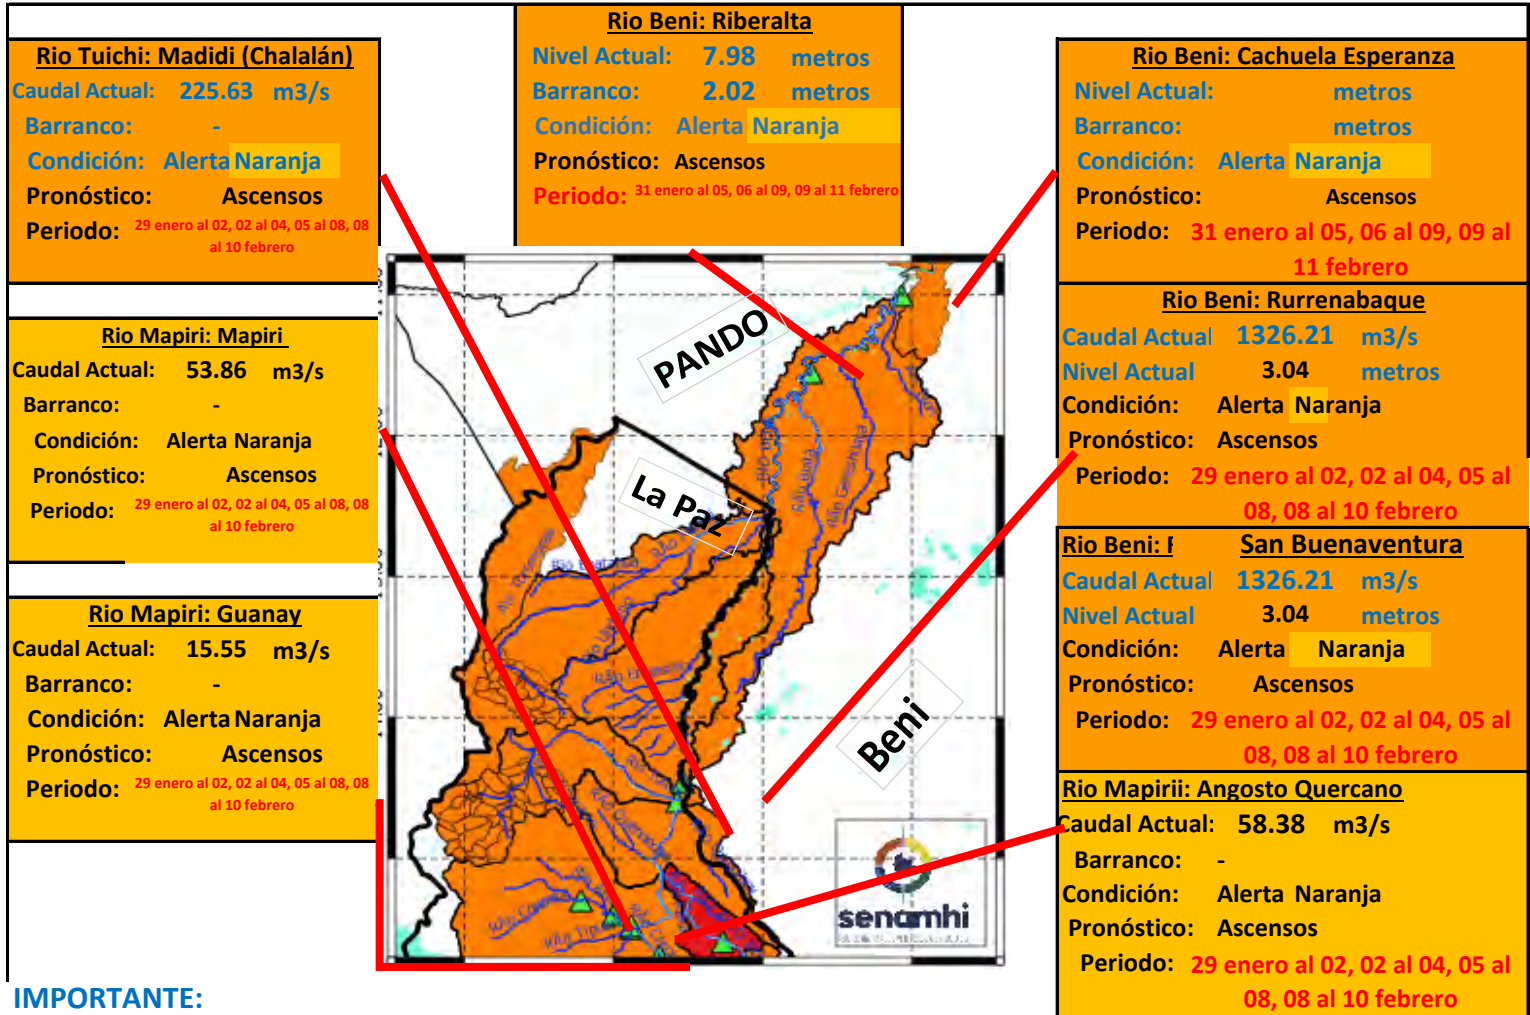 Rio Tuichi: Madidi (Chalalán)
Caudal Actual: 225.63 m3/s
Barranco: -
Condición: Alerta Naranja
Pronóstico: Ascensos
Periodo: 29 enero al 02, 02 al 04, 05 al 08, 08
al 10 febrero
Rio Mapiri: Mapiri
Caudal Actual: 53.86 m3/s
Barranco: -
Condición: Alerta Naranja
Pronóstico: Ascensos
Periodo: 29 enero al 02, 02 al 04, 05 al 08, 08
al 10 febrero
Rio Mapiri: Guanay
Caudal Actual: 15.55 m3/s
Barranco: -
Condición: Alerta Naranja
Pronóstico: Ascensos
Periodo: 29 enero al 02, 02 al 04, 05 al 08, 08
al 10 febrero
Rio Beni: Riberalta
Nivel Actual: 7.98 metros
Barranco: 2.02 metros
Condición: Alerta Naranja
Pronóstico: Ascensos
Periodo: 31 enero al 05, 06 al 09, 09 al 11 febrero
PANDO
La Paz
Beni
senamhi
Rio Beni: Cachuela Esperanza
Nivel Actual: metros
Barranco: metros
Condición: Alerta Naranja
Pronóstico: Ascensos
Periodo: 31 enero al 05, 06 al 09, 09 al
11 febrero
Rio Beni: Rurrenabaque
Caudal Actual 1326.21 m3/s
Nivel Actual 3.04 metros
Condición: Alerta Naranja
Pronóstico: Ascensos
Periodo: 29 enero al 02, 02 al 04, 05 al
08, 08 al 10 febrero
Rio Beni: San Buenaventura
Caudal Actual 1326.21 m3/s
Nivel Actual 3.04 metros
Condición: Alerta Naranja
Pronóstico: Ascensos
Periodo: 29 enero al 02, 02 al 04, 05 al
08, 08 al 10 febrero
Rio Mapirii: Angosto Quercano
Caudal Actual: 58.38 m3/s
Barranco: -
Condición: Alerta Naranja
Pronóstico: Ascensos
Periodo: 29 enero al 02, 02 al 04, 05 al
08, 08 al 10 febrero
IMPORTANTE: